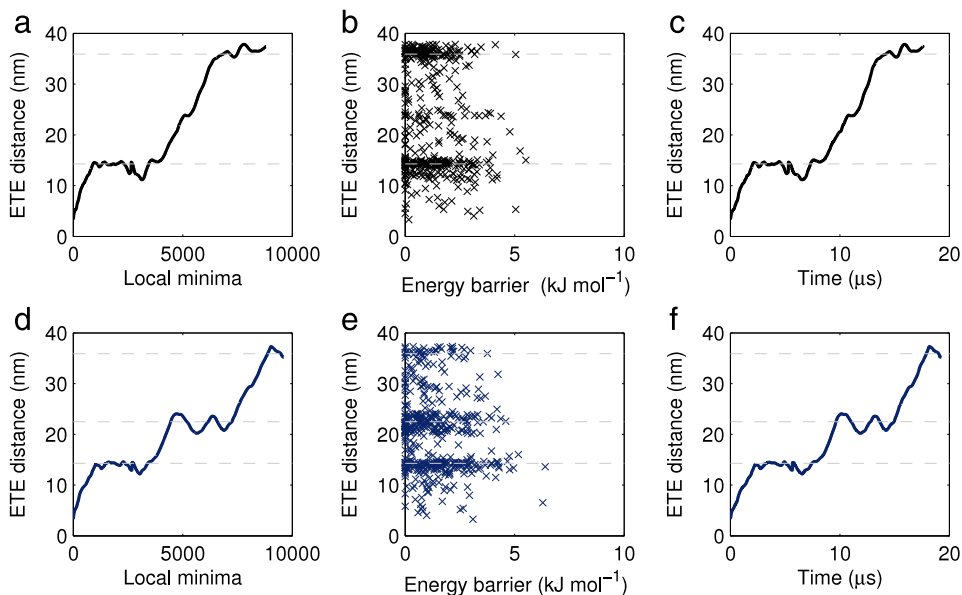 a
ETE distance (nm)
40
30
20
10
0
0
5000
10000
Local minima
b
ETE distance (nm)
40
30
20
10
0
0
5
10
Energy barrier (kJ mol⁻¹)
c
ETE distance (nm)
40
30
20
10
0
0
10
20
Time (μs)
d
ETE distance (nm)
40
30
20
10
0
0
5000
10000
Local minima
e
ETE distance (nm)
40
30
20
10
0
0
5
10
Energy barrier (kJ mol⁻¹)
f
ETE distance (nm)
40
30
20
10
0
0
10
20
Time (μs)